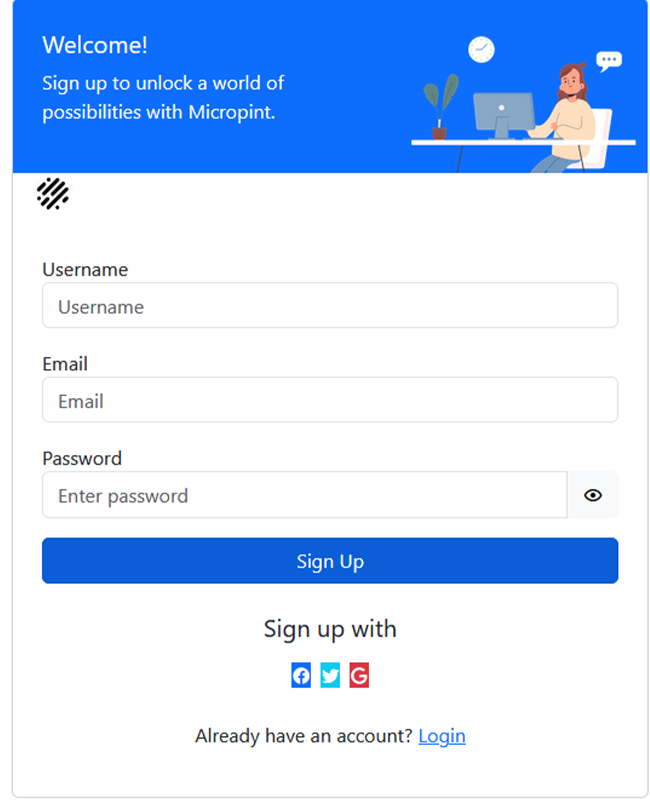 Welcome!
Sign up to unlock a world of
possibilities with Micropint.
Username
Username
Email
Email
Password
Enter password
Sign Up
Sign up with
Already have an account? Login